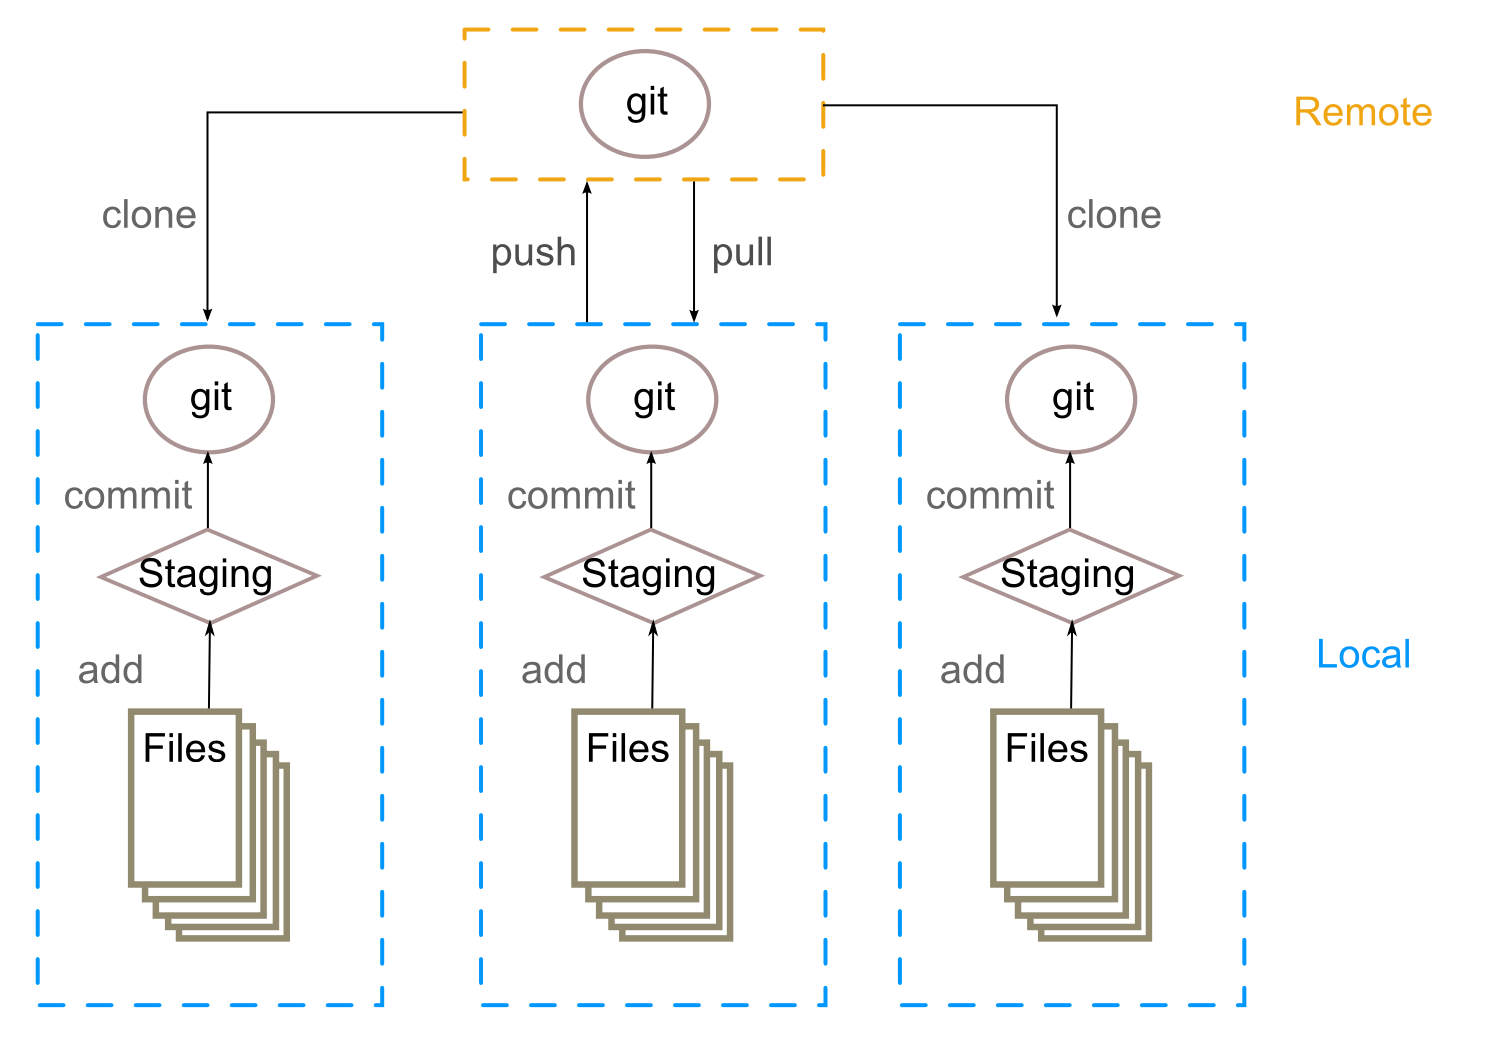 git
Remote
clone
clone
push
pull
git
git
git
commit
commit
commit
Staging
Staging
Staging
Local
add
add
add
Files
Files
Files